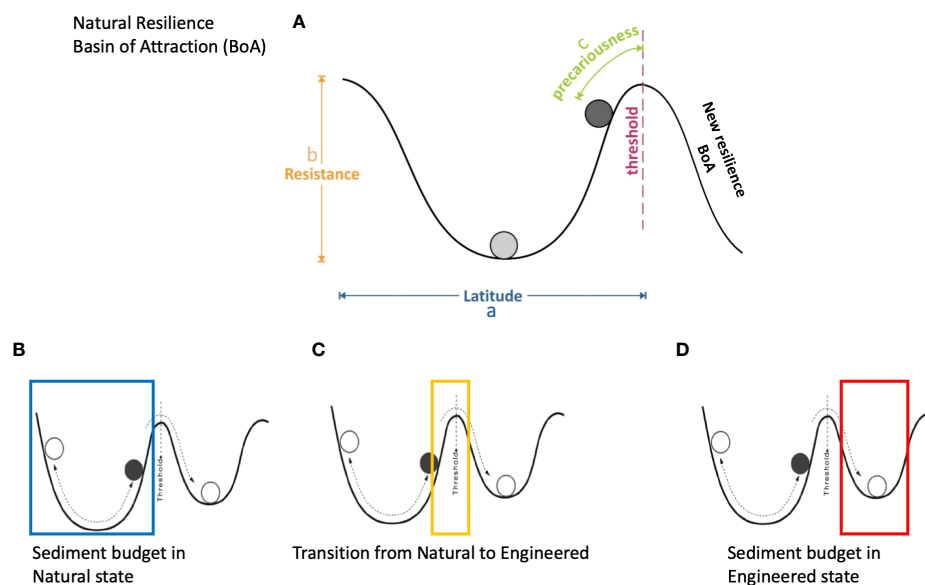 Natural Resilience
Basin of Attraction (BoA)
A
c
precariousness
b
Resistance
threshold
New resilience
BoA
Latitude
a
B
C
D
Threshold
Threshold
Threshold
Sediment budget in
Natural state
Transition from Natural to Engineered
Sediment budget in
Engineered state